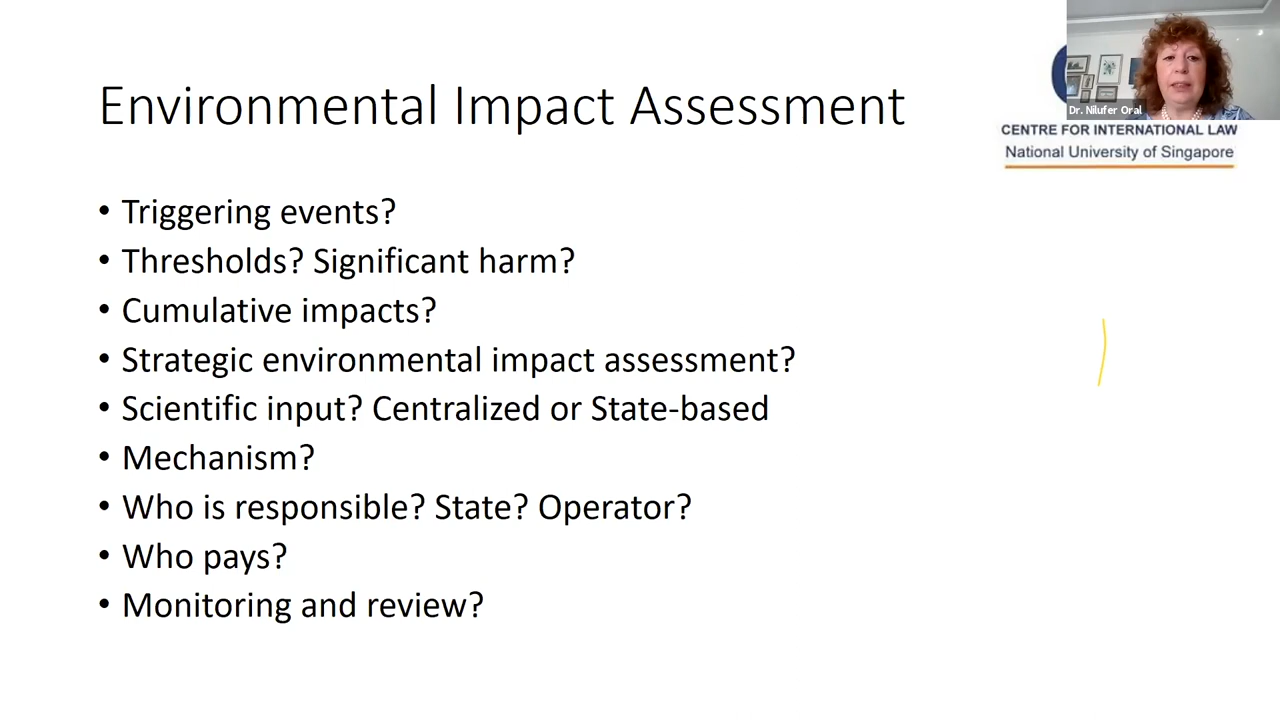 Environmental Impact Assessment
Dr. Nilufer Oral
CENTRE FOR INTERNATIONAL LAW
National University of Singapore
• Triggering events?
• Thresholds? Significant harm?
• Cumulative impacts?
• Strategic environmental impact assessment?
• Scientific input? Centralized or State-based
• Mechanism?
• Who is responsible? State? Operator?
• Who pays?
• Monitoring and review?